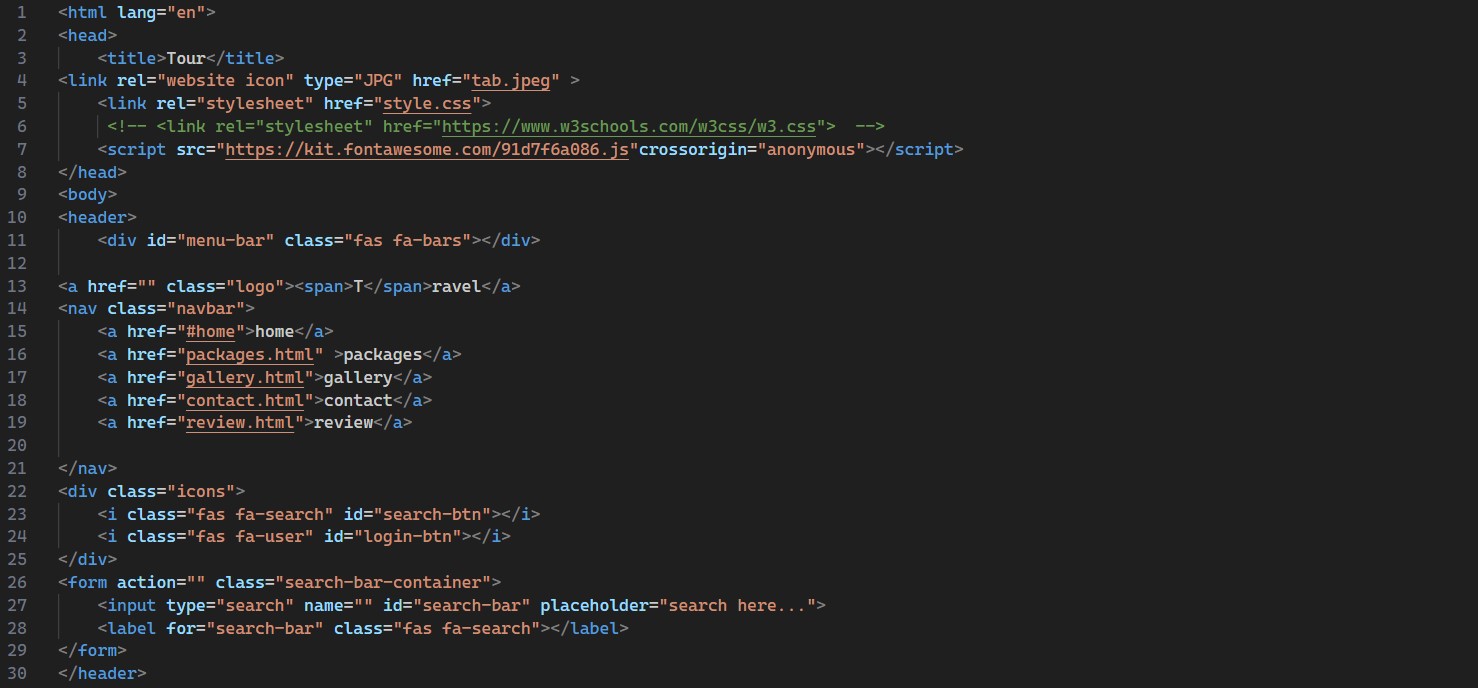 1 <html lang="en">
2 <head>
3     <title>Tour</title>
4 <link rel="website icon" type="JPG" href="tab.jpeg" >
5     <link rel="stylesheet" href="style.css">
6      <!-- <link rel="stylesheet" href="https://www.w3schools.com/w3css/w3.css">  -->
7     <script src="https://kit.fontawesome.com/91d7f6a086.js"crossorigin="anonymous"></script>
8 </head>
9 <body>
10 <header>
11     <div id="menu-bar" class="fas fa-bars"></div>
12
13 <a href="" class="logo"><span>T</span>ravel</a>
14 <nav class="navbar">
15     <a href="#home">home</a>
16     <a href="packages.html" >packages</a>
17     <a href="gallery.html">gallery</a>
18     <a href="contact.html">contact</a>
19     <a href="review.html">review</a>
20
21 </nav>
22 <div class="icons">
23     <i class="fas fa-search" id="search-btn"></i>
24     <i class="fas fa-user" id="login-btn"></i>
25 </div>
26 <form action="" class="search-bar-container">
27     <input type="search" name="" id="search-bar" placeholder="search here...">
28     <label for="search-bar" class="fas fa-search"></label>
29 </form>
30 </header>